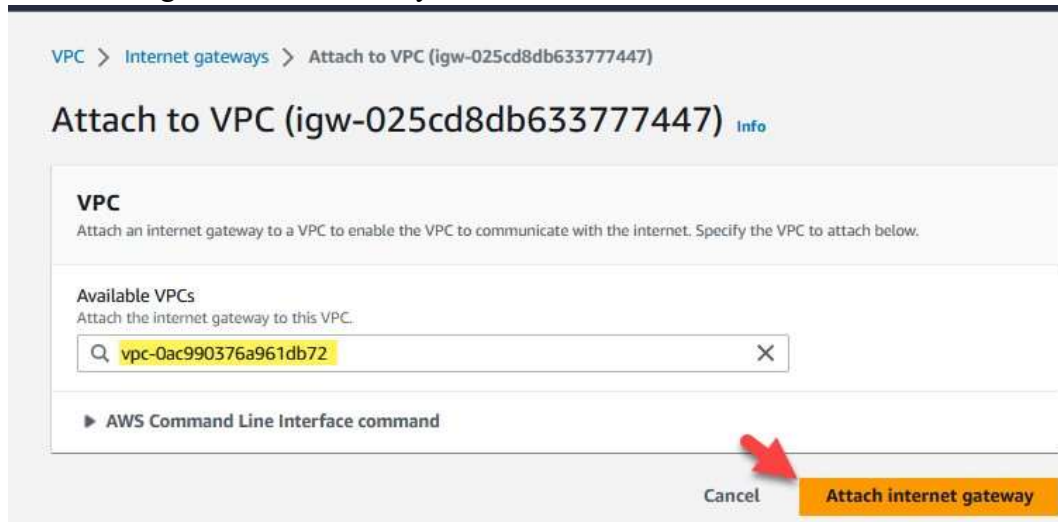 VPC > Internet gateways > Attach to VPC (igw-025cd8db633777447)
Attach to VPC (igw-025cd8db633777447) Info
VPC
Attach an internet gateway to a VPC to enable the VPC to communicate with the internet. Specify the VPC to attach below.
Available VPCs
Attach the internet gateway to this VPC.
vpc-0ac990376a961db72
AWS Command Line Interface command
Cancel Attach internet gateway